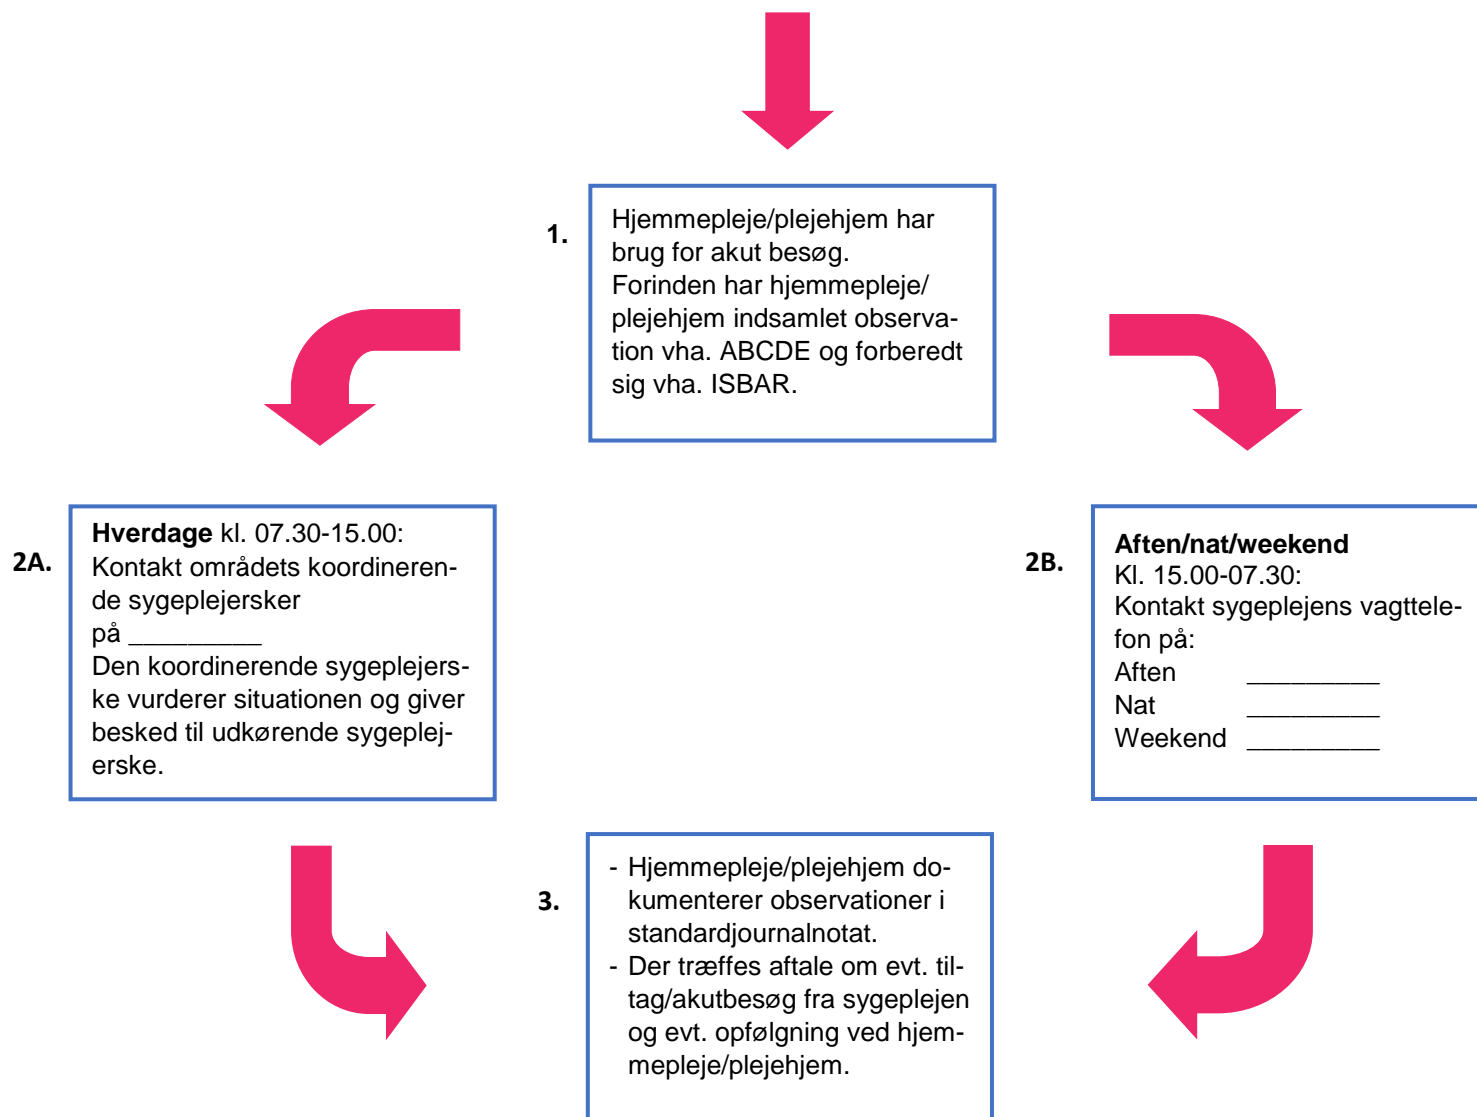 1.
Hjemmepleje/plejehjem har
brug for akut besøg.
Forinden har hjemmepleje/
plejehjem indsamlet observa-
tion vha. ABCDE og forberedt
sig vha. ISBAR.
2A.
Hverdage kl. 07.30-15.00:
Kontakt områdets koordineren-
de sygeplejersker
på _________
Den koordinerende sygeplejers-
ke vurderer situationen og giver
besked til udkørende sygeplej-
erske.
2B.
Aften/nat/weekend
Kl. 15.00-07.30:
Kontakt sygeplejens vagttele-
fon på:
Aften _________
Nat _________
Weekend _________
3.
- Hjemmepleje/plejehjem do-
kumenterer observationer i
standardjournalnotat.
- Der træffes aftale om evt. til-
tag/akutbesøg fra sygeplejen
og evt. opfølgning ved hjem-
mepleje/plejehjem.